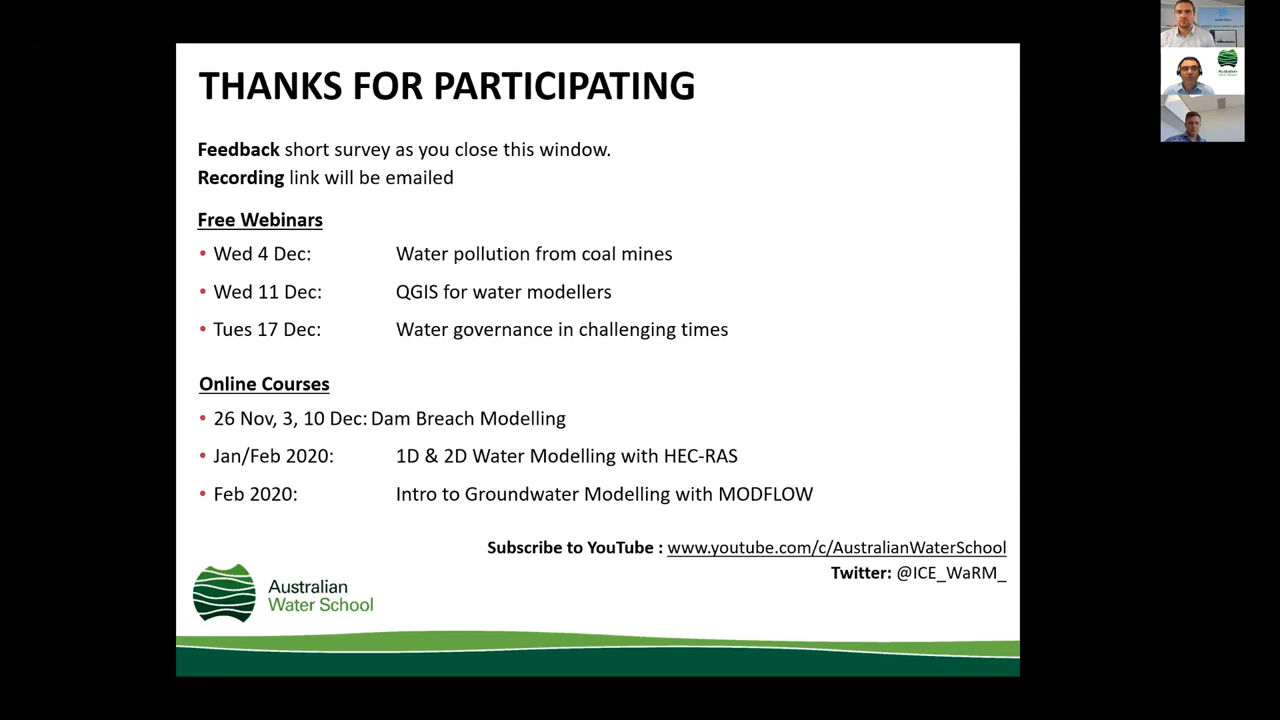 THANKS FOR PARTICIPATING
Feedback short survey as you close this window.
Recording link will be emailed
Free Webinars
• Wed 4 Dec: Water pollution from coal mines
• Wed 11 Dec: QGIS for water modellers
• Tues 17 Dec: Water governance in challenging times
Online Courses
• 26 Nov, 3, 10 Dec: Dam Breach Modelling
• Jan/Feb 2020: 1D & 2D Water Modelling with HEC-RAS
• Feb 2020: Intro to Groundwater Modelling with MODFLOW
Subscribe to YouTube : www.youtube.com/c/AustralianWaterSchool
Twitter: @ICE_WaRM_
Australian
Water School
Australian